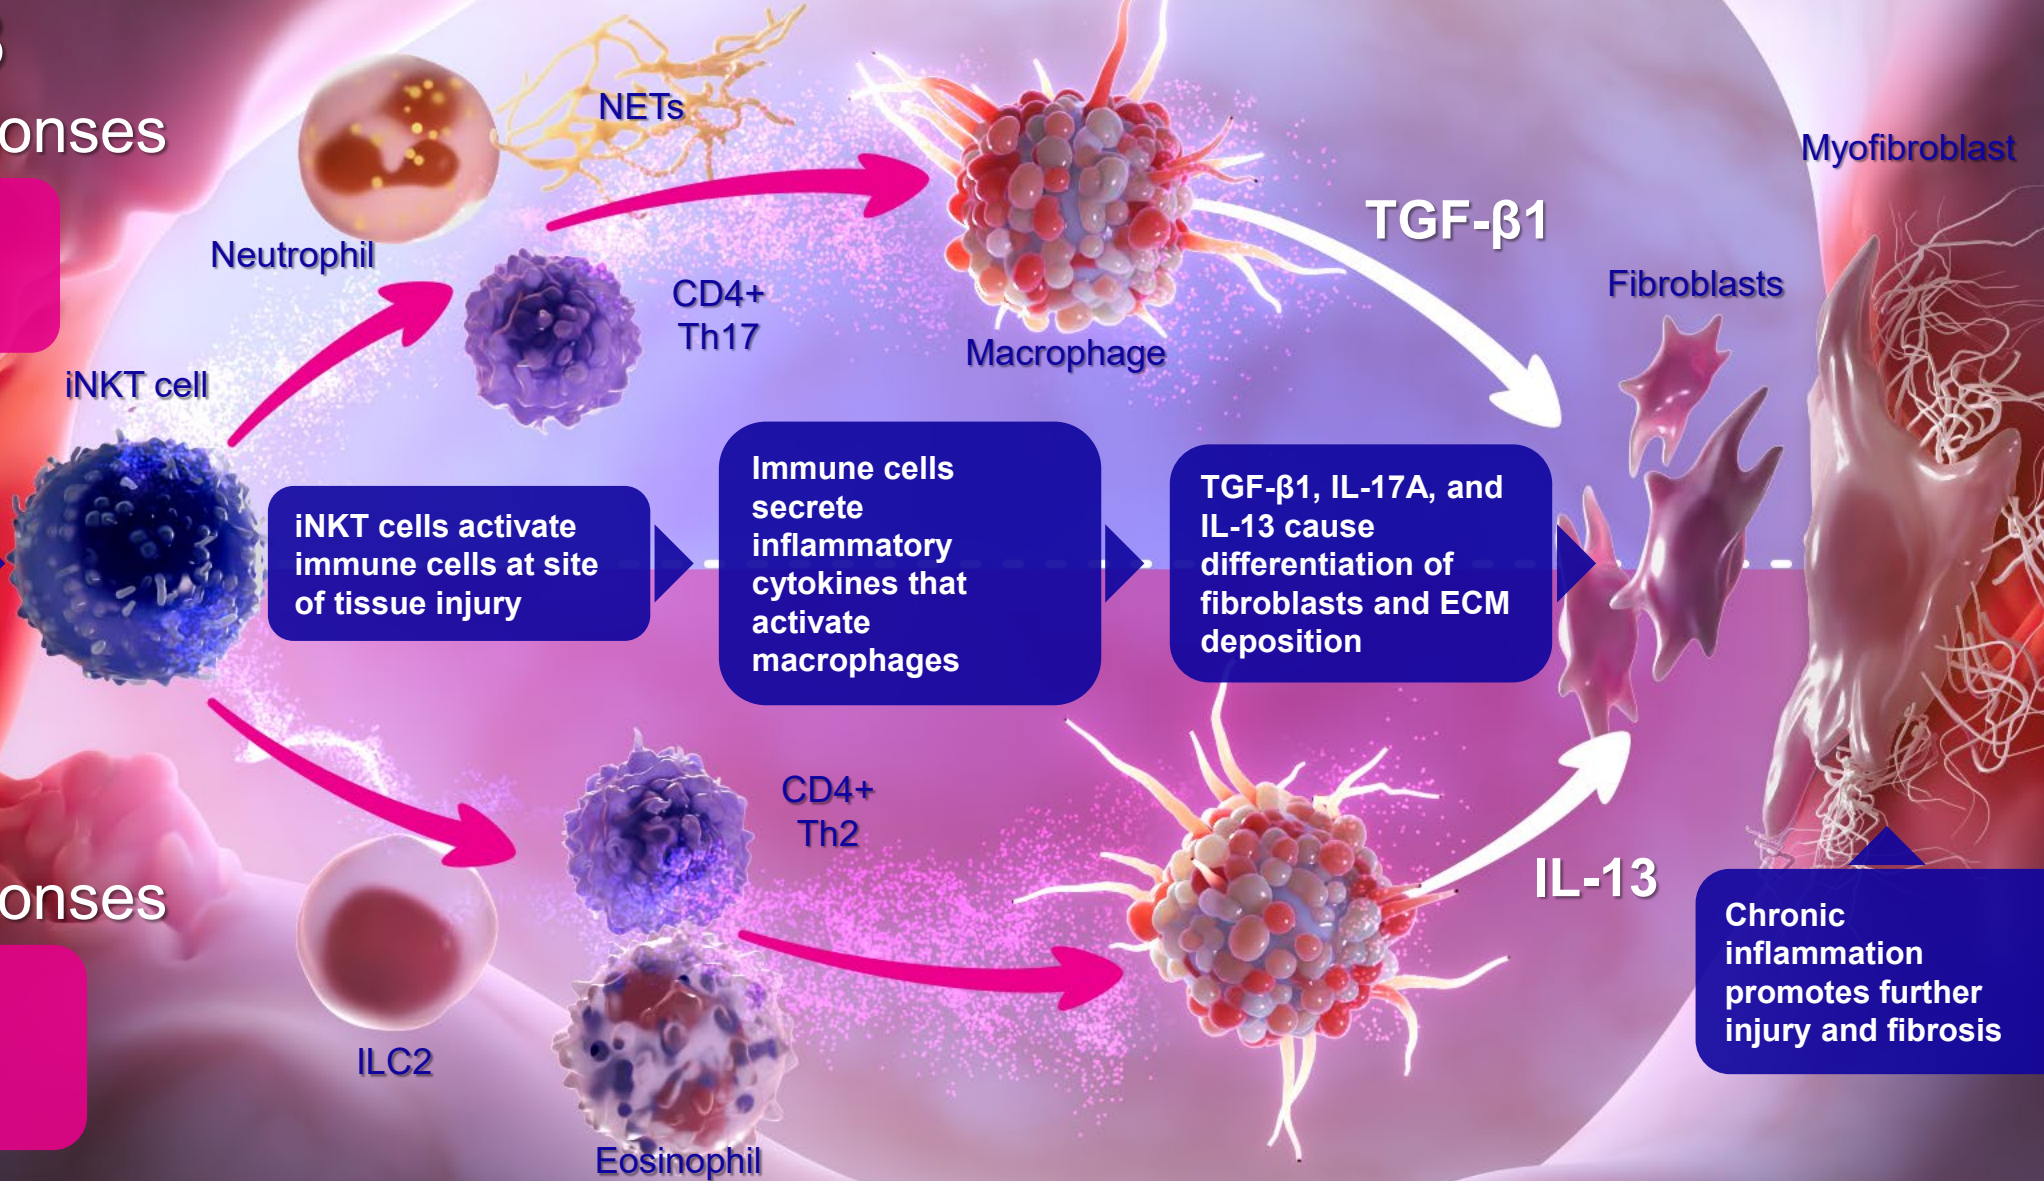 onses
NETs
Neutrophil
CD4+
Th17
Macrophage
TGF-β1
Myofibroblast
Fibroblasts
iNKT cell
iNKT cells activate
immune cells at site
of tissue injury
Immune cells
secrete
inflammatory
cytokines that
activate
macrophages
TGF-β1, IL-17A, and
IL-13 cause
differentiation of
fibroblasts and ECM
deposition
CD4+
Th2
onses
ILC2
Eosinophil
IL-13
Chronic
inflammation
promotes further
injury and fibrosis